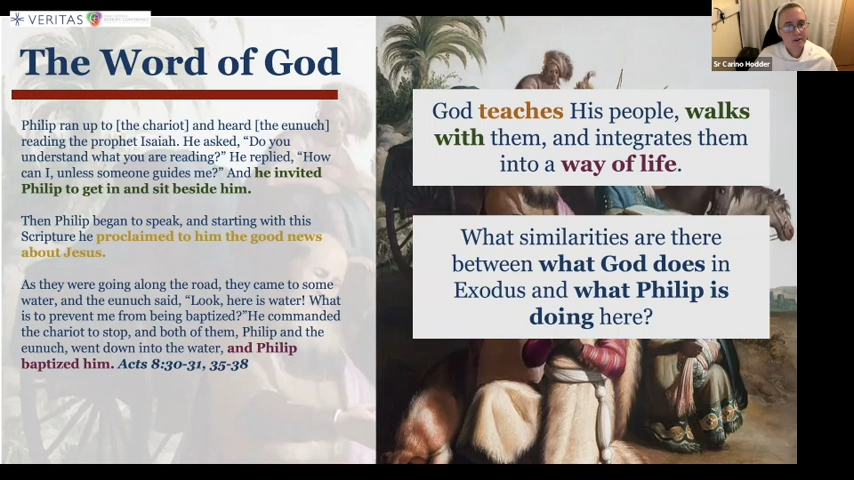 VERITAS
The Word of God
Philip ran up to [the chariot] and heard [the eunuch]
reading the prophet Isaiah. He asked, “Do you
understand what you are reading?” He replied, “How
can I, unless someone guides me?” And he invited
Philip to get in and sit beside him.
Then Philip began to speak, and starting with this
Scripture he proclaimed to him the good news
about Jesus.
As they were going along the road, they came to some
water, and the eunuch said, “Look, here is water! What
is to prevent me from being baptized?”He commanded
the chariot to stop, and both of them, Philip and the
eunuch, went down into the water, and Philip
baptized him. Acts 8:30-31, 35-38
God teaches His people, walks
with them, and integrates them
into a way of life.
What similarities are there
between what God does in
Exodus and what Philip is
doing here?
Sr Carino Hodder